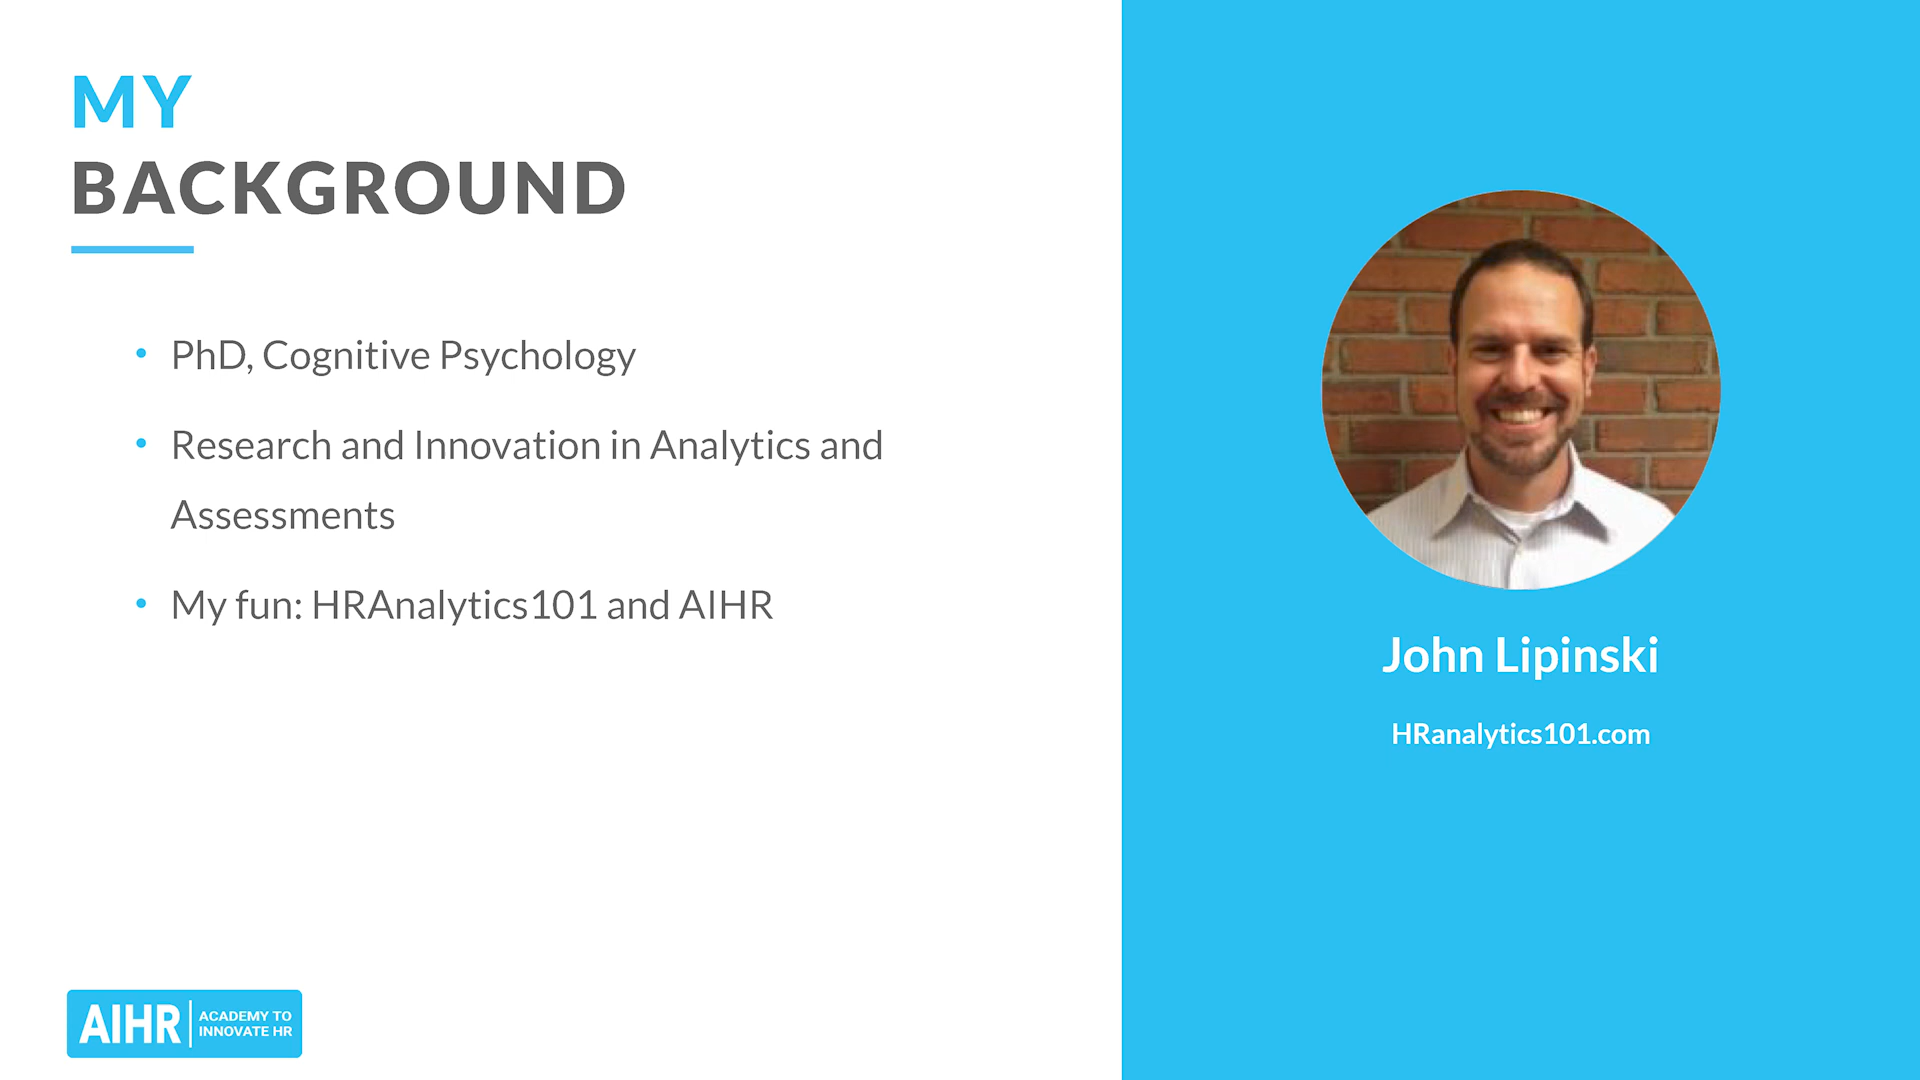 MY
BACKGROUND
• PhD, Cognitive Psychology
• Research and Innovation in Analytics and
Assessments
• My fun: HRAnalytics101 and AIHR
John Lipinski
HRanalytics101.com
AIHR
ACADEMY TO
INNOVATE HR